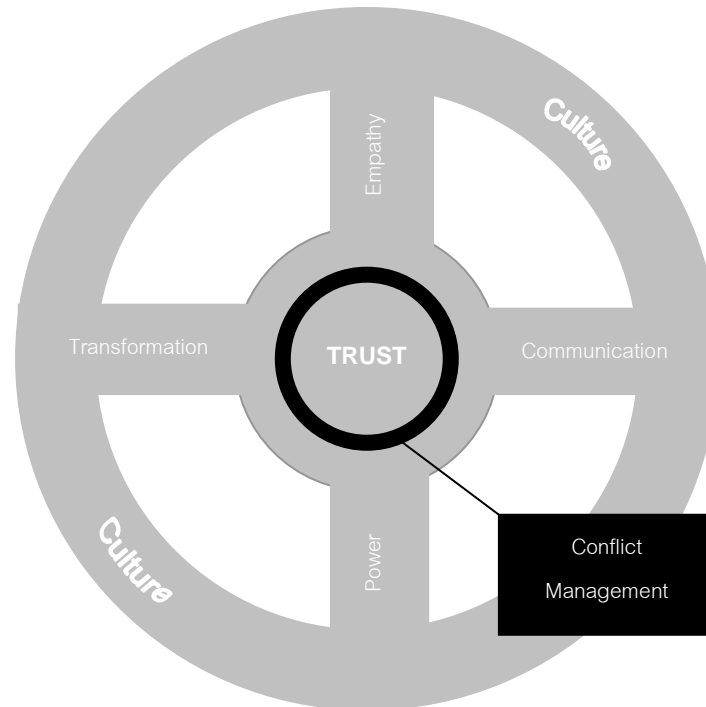 Culture
Empathy
Transformation
TRUST
Communication
Culture
Power
Conflict
Management